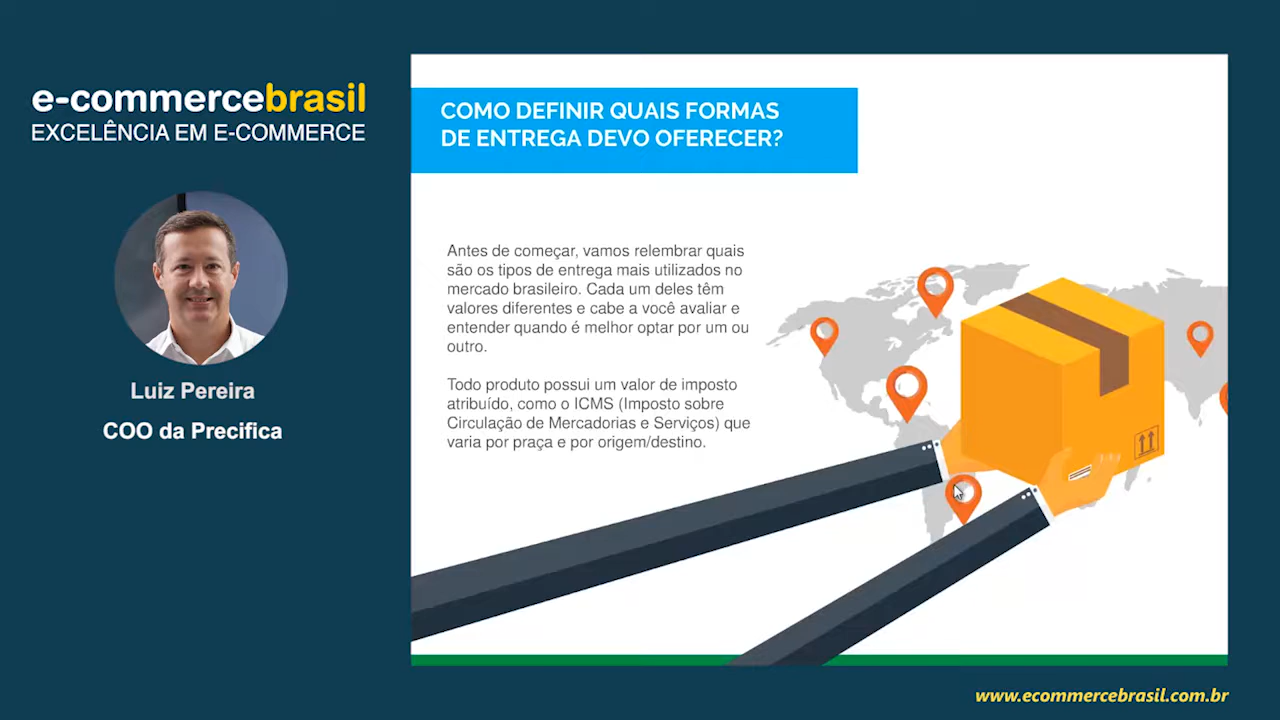 e-commercebrasil
EXCELÊNCIA EM E-COMMERCE
Luiz Pereira
COO da Precifica
COMO DEFINIR QUAIS FORMAS
DE ENTREGA DEVO OFERECER?
Antes de começar, vamos relembrar quais
são os tipos de entrega mais utilizados no
mercado brasileiro. Cada um deles têm
valores diferentes e cabe a você avaliar e
entender quando é melhor optar por um ou
outro.
Todo produto possui um valor de imposto
atribuído, como o ICMS (Imposto sobre
Circulação de Mercadorias e Serviços) que
varia por praça e por origem/destino.
www.ecommercebrasil.com.br